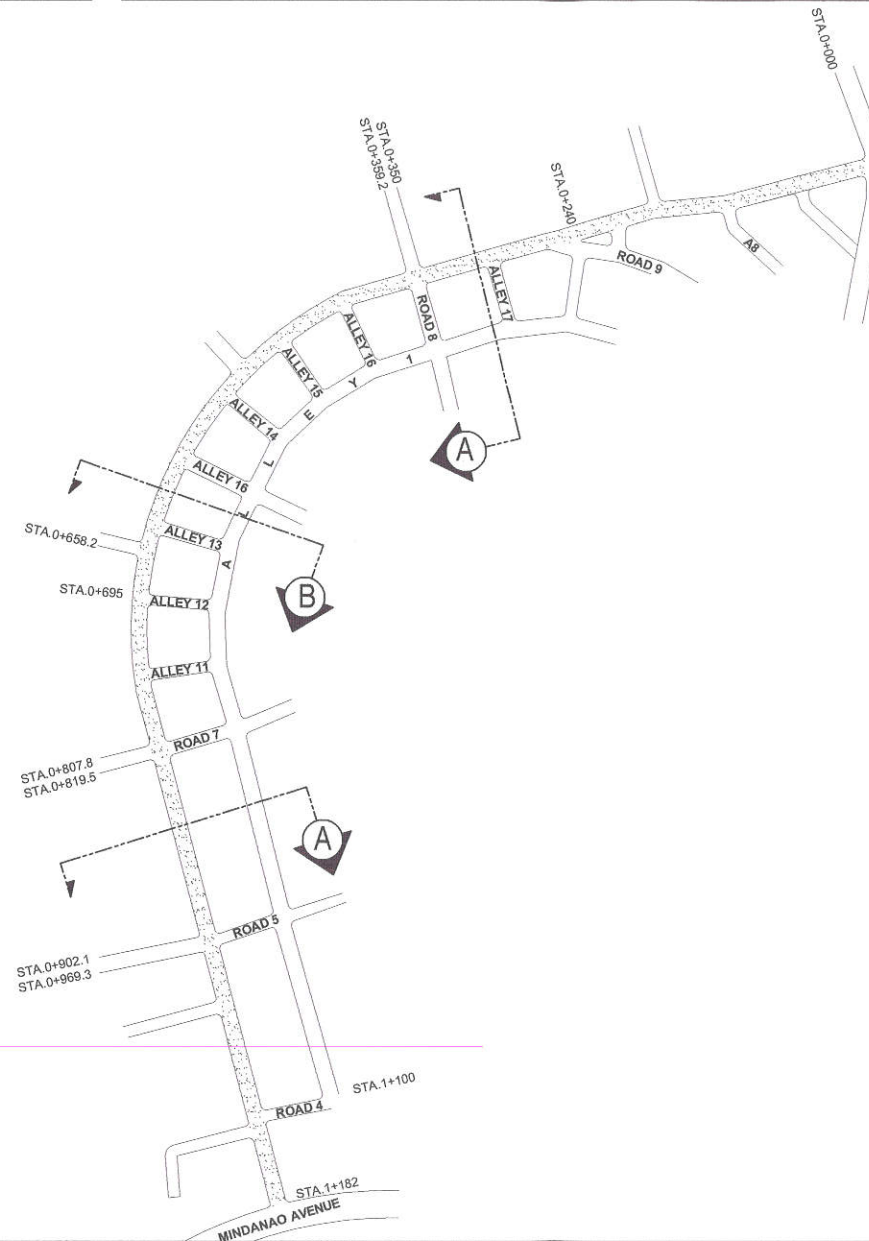 STA.0+000
STA.0+350
STA.0+359.2
STA.0+240
A8
ROAD 9
ALLEY 17
ROAD 8
ALLEY 16
ALLEY 15
ALLEY 14
ALLEY 16
ALLEY 13
ALLEY 12
ALLEY 11
A L L E Y 1
A
B
STA.0+658.2
STA.0+695
ROAD 7
STA.0+807.8
STA.0+819.5
A
ROAD 5
STA.0+902.1
STA.0+969.3
STA.1+100
ROAD 4
STA.1+182
MINDANAO AVENUE